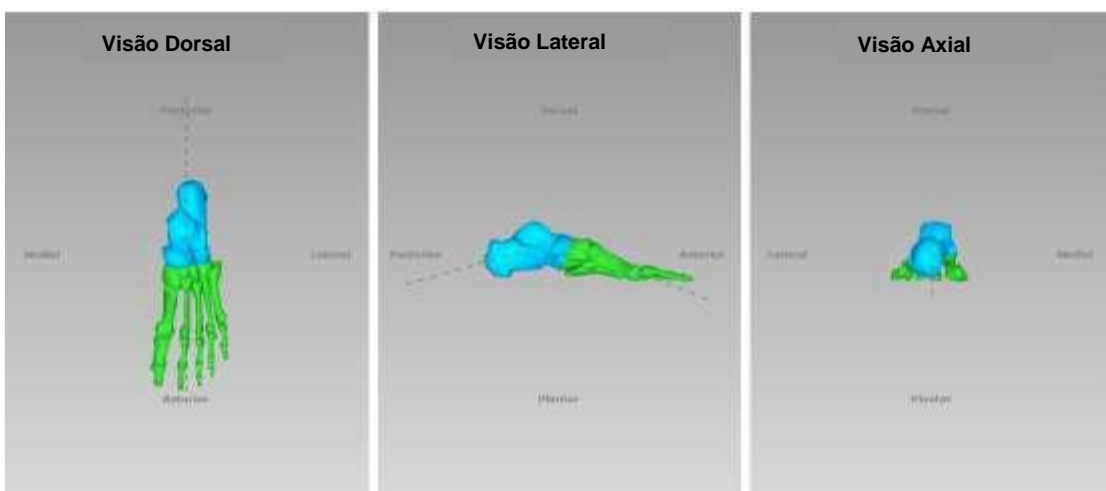 Visão Dorsal
Posterior
Medial
Lateral
Anterior
Visão Lateral
Dorsal
Posterior
Anterior
Plantar
Visão Axial
Dorsal
Lateral
Medial
Plantar